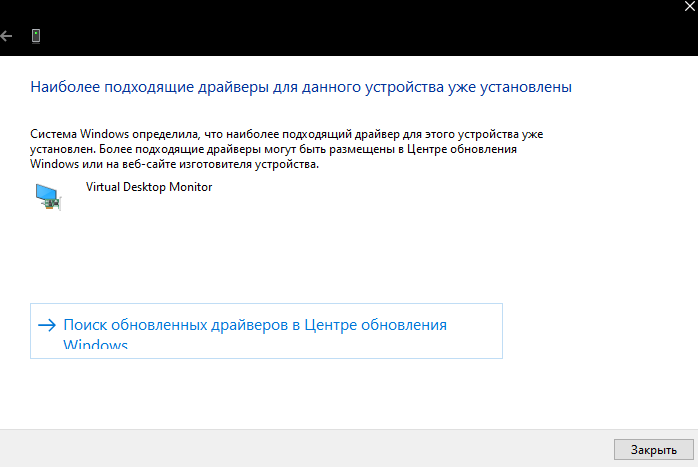 Наиболее подходящие драйверы для данного устройства уже установлены
Система Windows определила, что наиболее подходящий драйвер для этого устройства уже
установлен. Более подходящие драйверы могут быть размещены в Центре обновления
Windows или на веб-сайте изготовителя устройства.
Virtual Desktop Monitor
Поиск обновленных драйверов в Центре обновления
Windows
Закрыть